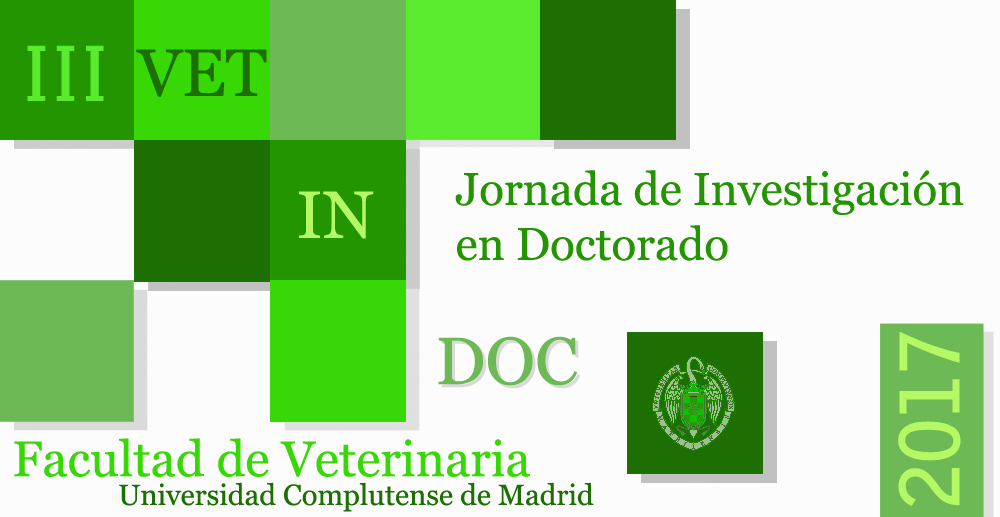 III VET
IN
Jornada de Investigación
en Doctorado
DOC
2017
Facultad de Veterinaria
Universidad Complutense de Madrid